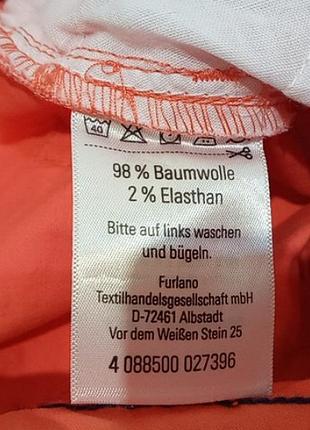 40
98 % Baumwolle
2 % Elasthan
Bitte auf links waschen
und bügeln.
Furlano
Textilhandelsgesellschaft mbH
D-72461 Albstadt
Vor dem Weißen Stein 25
4 088500 027396